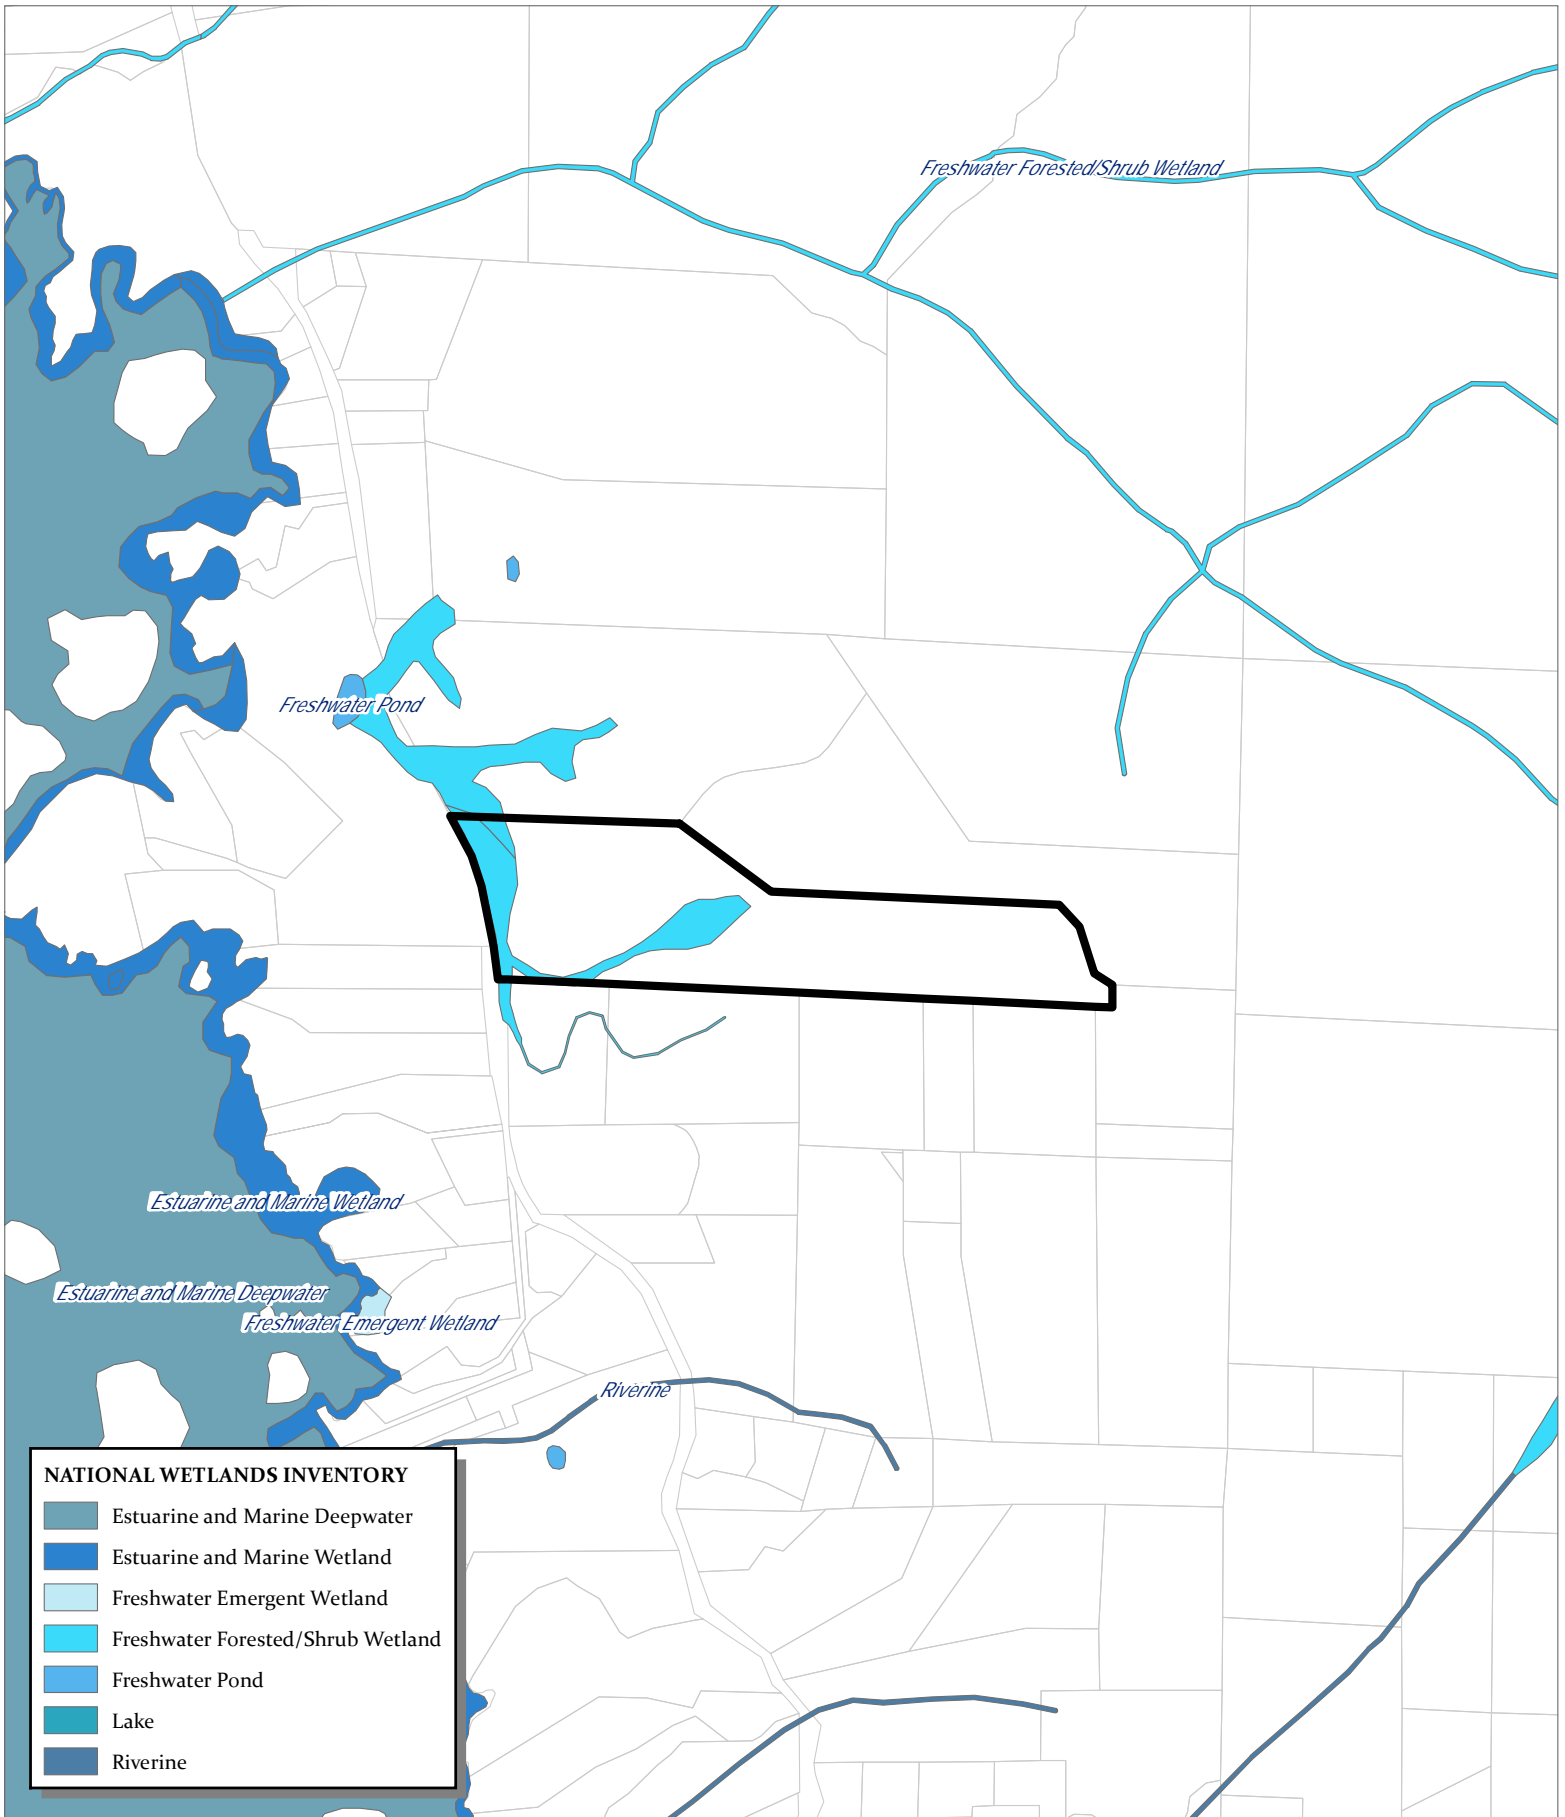 Freshwater Forested/Shrub Wetland
Freshwater Pond
Estuarine and Marine Wetland
Estuarine and Marine Deepwater
Freshwater Emergent Wetland
Riverine
NATIONAL WETLANDS INVENTORY
Estuarine and Marine Deepwater
Estuarine and Marine Wetland
Freshwater Emergent Wetland
Freshwater Forested/Shrub Wetland
Freshwater Pond
Lake
Riverine